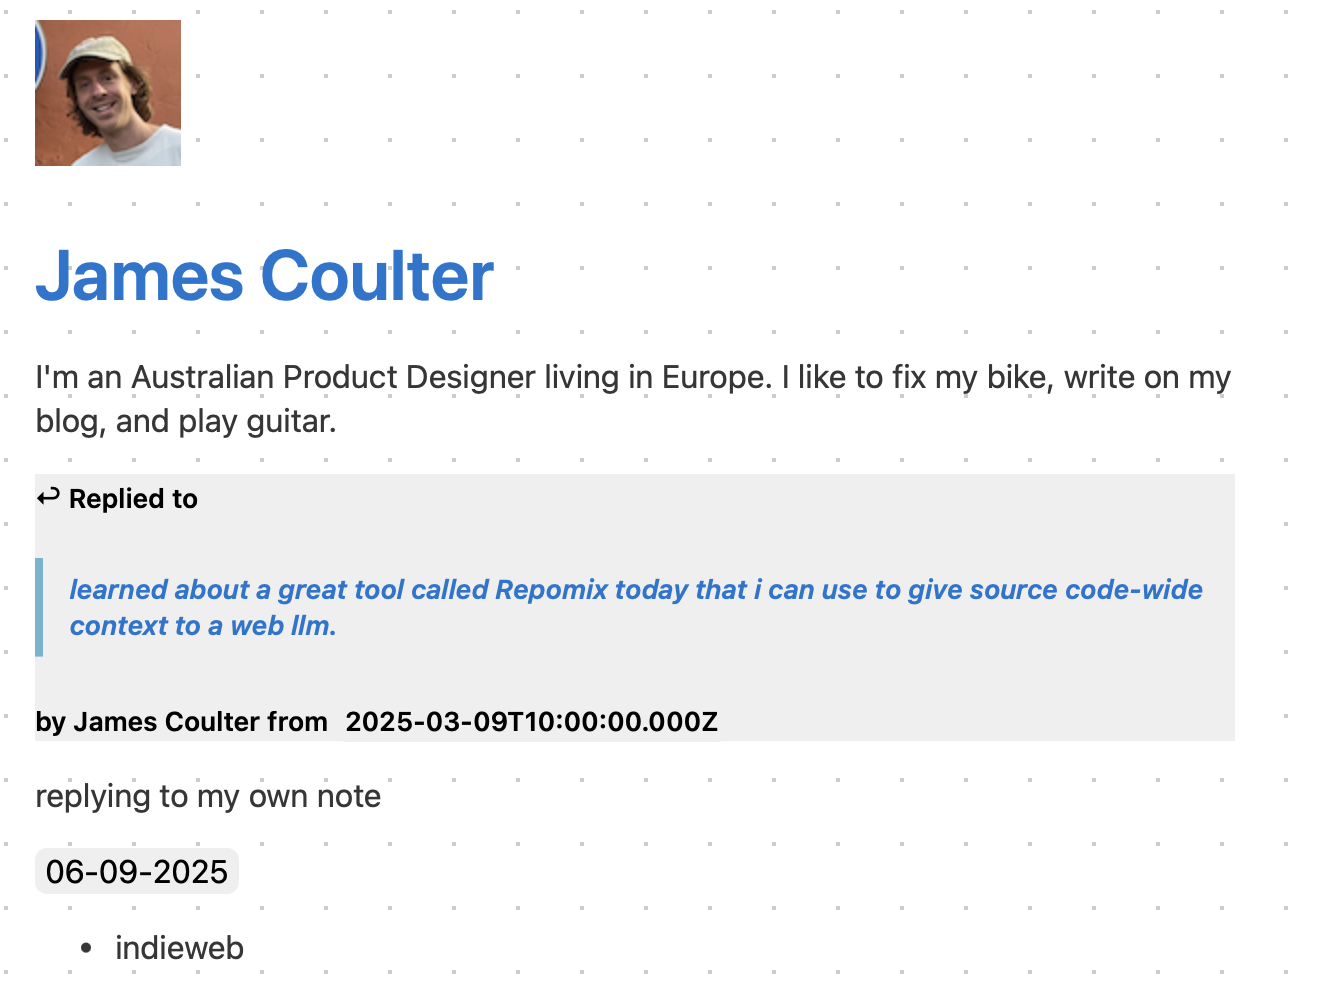 James Coulter
I'm an Australian Product Designer living in Europe. I like to fix my bike, write on my
blog, and play guitar.
↩ Replied to
learned about a great tool called Repomix today that i can use to give source code-wide
context to a web llm.
by James Coulter from 2025-03-09T10:00:00.000Z
replying to my own note
06-09-2025
• indieweb